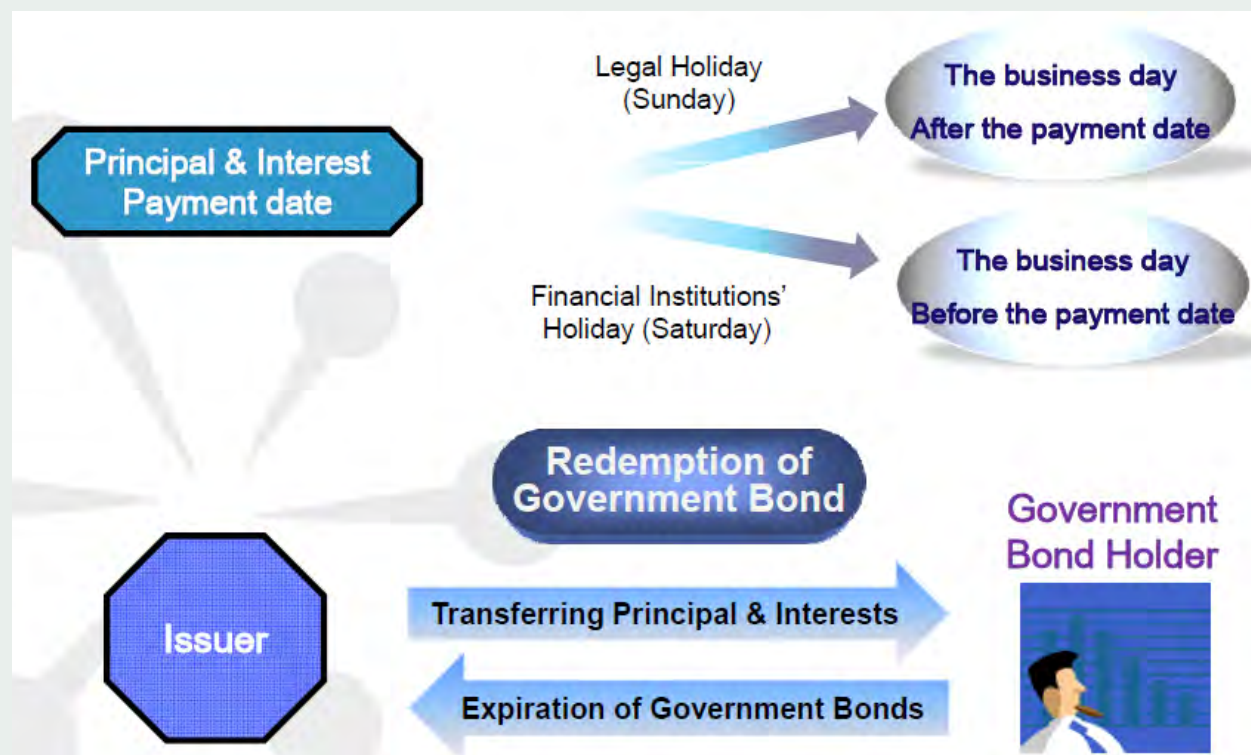 Principal & Interest
Payment date
Legal Holiday
(Sunday)
The business day
After the payment date
Financial Institutions’
Holiday (Saturday)
The business day
Before the payment date
Redemption of
Government Bond
Issuer
Transferring Principal & Interests
Expiration of Government Bonds
Government
Bond Holder